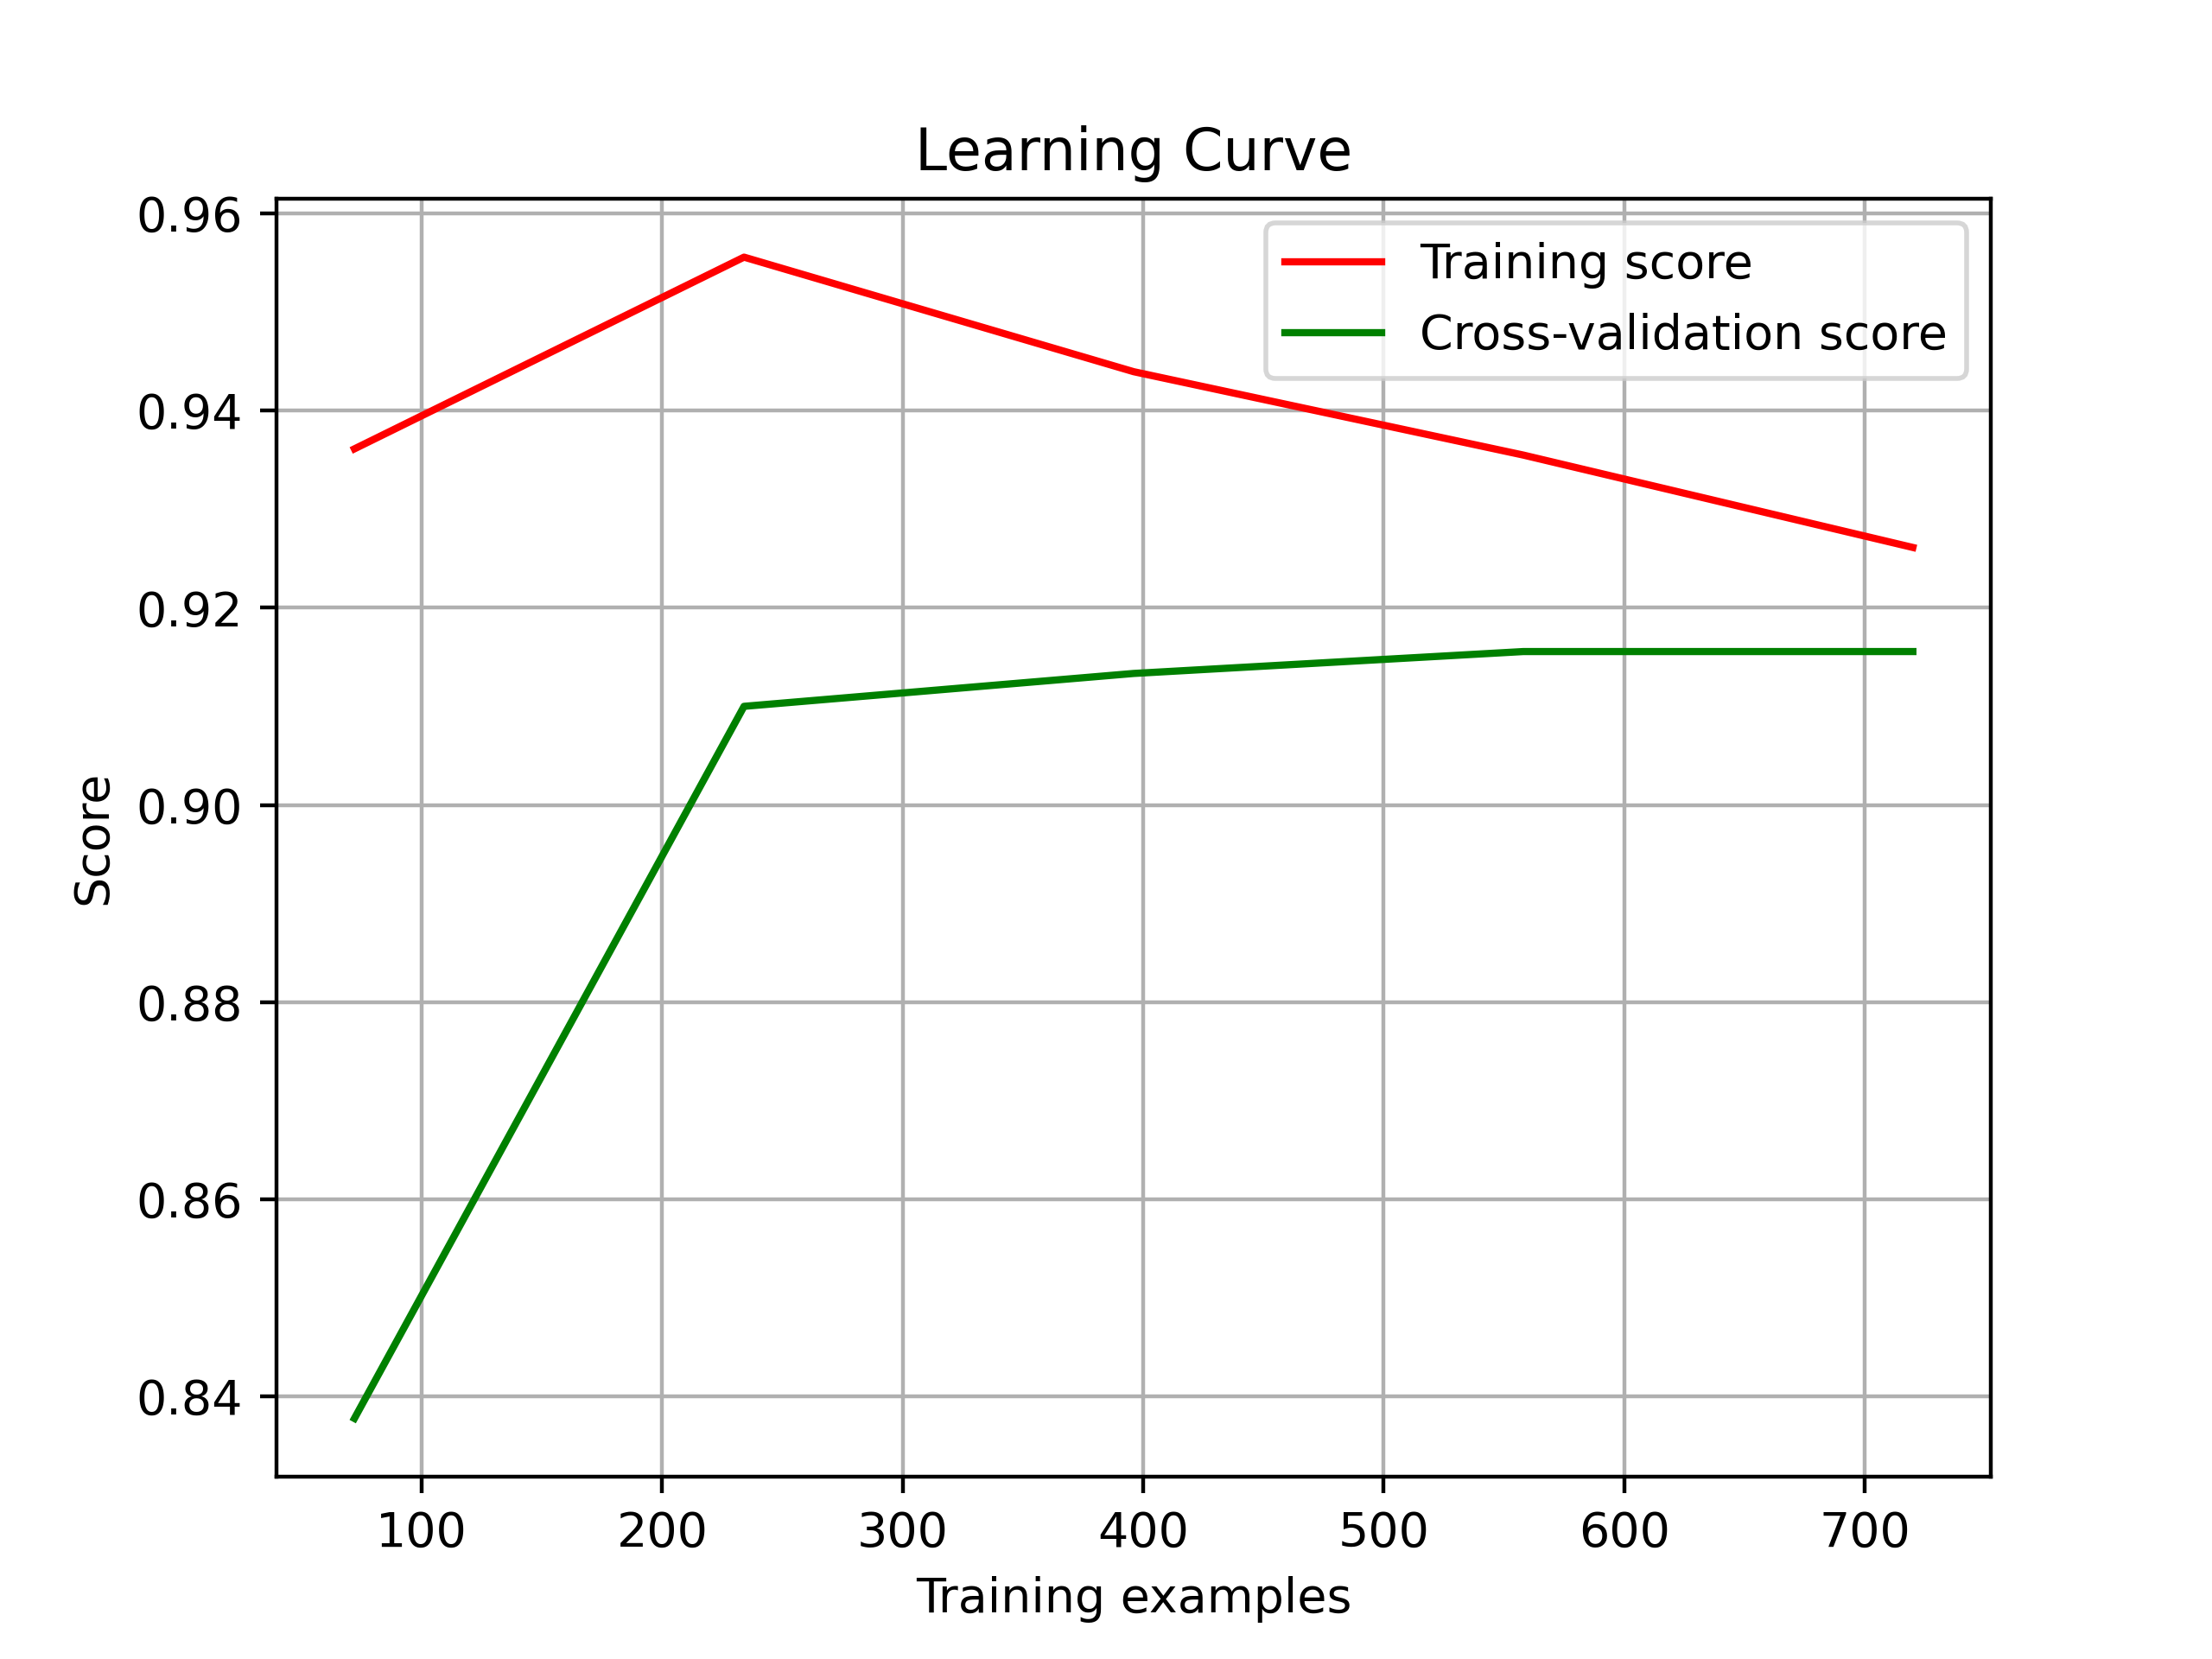 Learning Curve
Training score
Cross-validation score
0.96
0.94
0.92
0.90
0.88
0.86
0.84
Score
100 200 300 400 500 600 700
Training examples